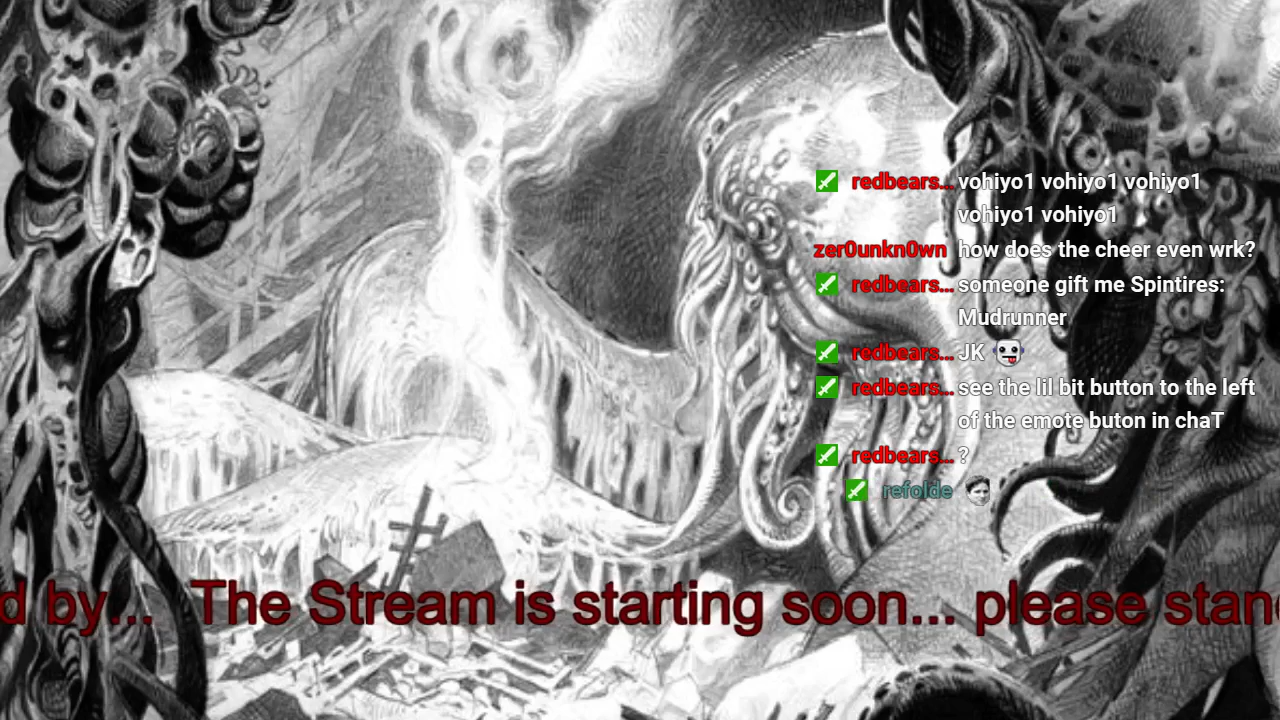 redbears... vohiyo1 vohiyo1 vohiyo1
vohiyo1 vohiyo1
zer0unkn0wn how does the cheer even wrk?
redbears... someone gift me Spintires:
Mudrunner
redbears... JK
redbears... see the lil bit button to the left
of the emote buton in chaT
redbears... ?
refolde
d by... The Stream is starting soon... please stand